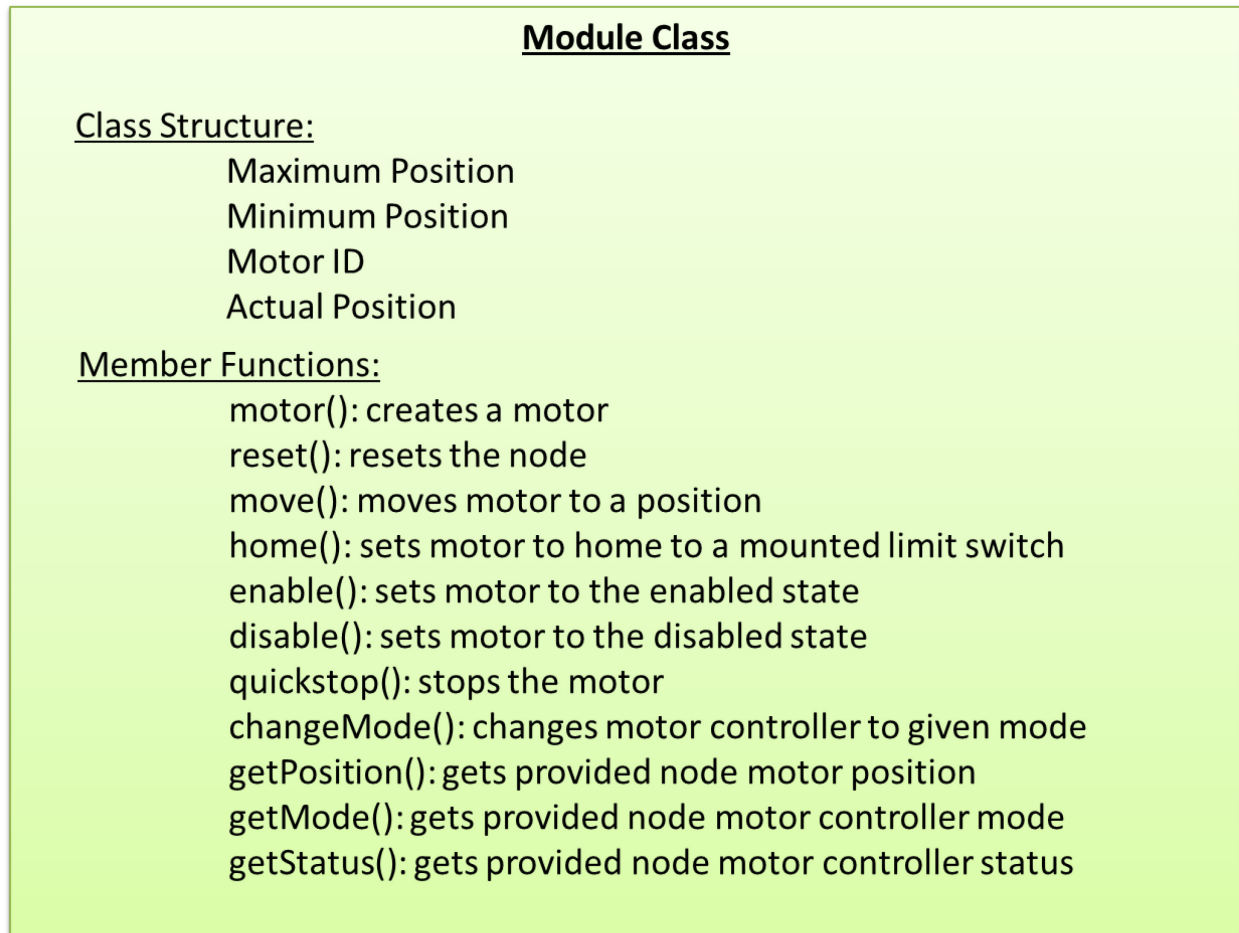 Module Class
Class Structure:
Maximum Position
Minimum Position
Motor ID
Actual Position
Member Functions:
motor(): creates a motor
reset(): resets the node
move(): moves motor to a position
home(): sets motor to home to a mounted limit switch
enable(): sets motor to the enabled state
disable(): sets motor to the disabled state
quickstop(): stops the motor
changeMode(): changes motor controller to given mode
getPosition(): gets provided node motor position
getMode(): gets provided node motor controller mode
getStatus(): gets provided node motor controller status